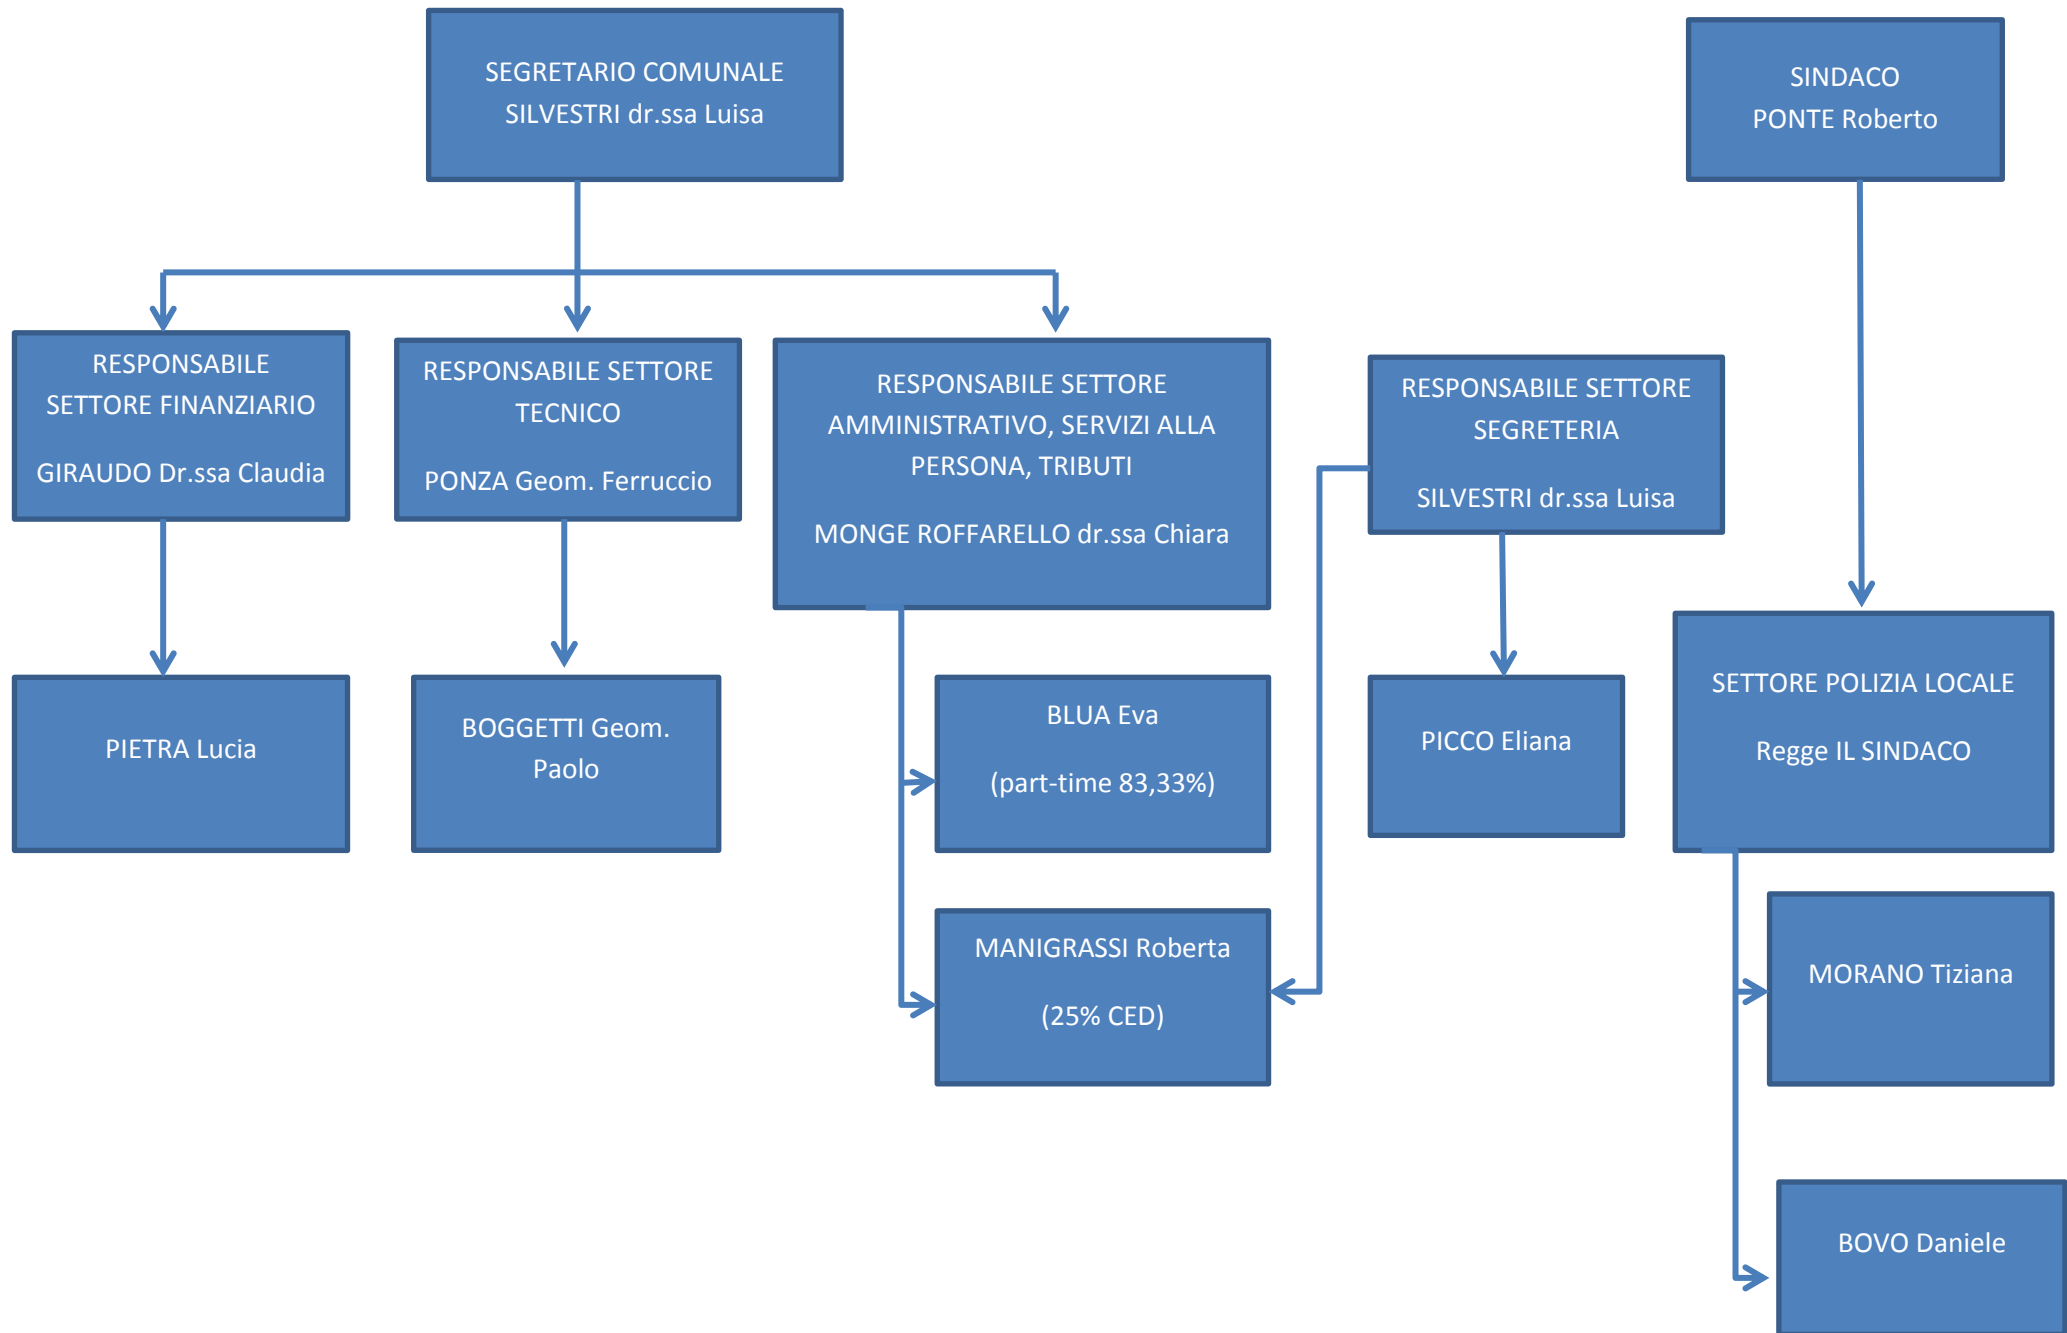 SEGRETARIO COMUNALE
SILVESTRI dr.ssa Luisa
SINDACO
PONTE Roberto
RESPONSABILE
SETTORE FINANZIARIO
GIRAUDO Dr.ssa Claudia
RESPONSABILE SETTORE
TECNICO
PONZA Geom. Ferruccio
RESPONSABILE SETTORE
AMMINISTRATIVO, SERVIZI ALLA
PERSONA, TRIBUTI
MONGE ROFFARELLO dr.ssa Chiara
RESPONSABILE SETTORE
SEGRETERIA
SILVESTRI dr.ssa Luisa
SETTORE POLIZIA LOCALE
Regge IL SINDACO
PIETRA Lucia
BOGGETTI Geom.
Paolo
BLUA Eva
(part-time 83,33%)
PICCO Eliana
MANIGRASSI Roberta
(25% CED)
MORANO Tiziana
BOVO Daniele